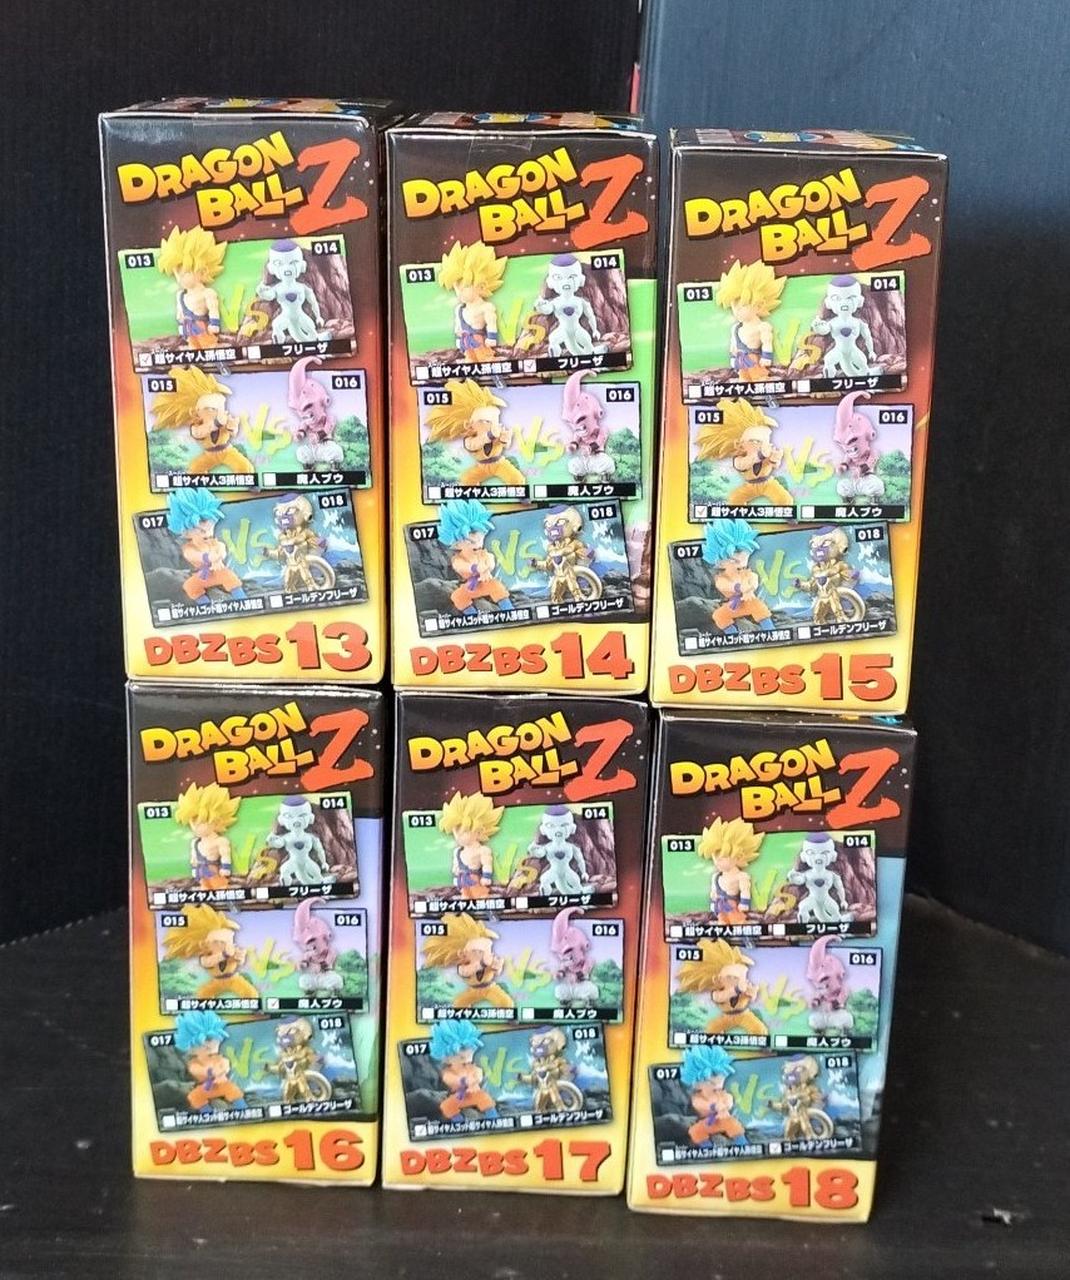 DRAGON
BALL Z
013
014
VS
超サイヤ人孫悟空
フリーザ
015
016
VS
超サイヤ人3孫悟空
魔人ブウ
017
018
VS
超サイヤ人ゴッド超サイヤ人孫悟空
ゴールデンフリーザ
DBZBS 13
DRAGON
BALL Z
013
014
VS
超サイヤ人孫悟空
フリーザ
015
016
VS
超サイヤ人3孫悟空
魔人ブウ
017
018
VS
超サイヤ人ゴッド超サイヤ人孫悟空
ゴールデンフリーザ
DBZBS 14
DRAGON
BALL Z
013
014
VS
超サイヤ人孫悟空
フリーザ
015
016
VS
超サイヤ人3孫悟空
魔人ブウ
017
018
VS
超サイヤ人ゴッド超サイヤ人孫悟空
ゴールデンフリーザ
DBZBS 15
DRAGON
BALL Z
013
014
VS
超サイヤ人孫悟空
フリーザ
015
016
VS
超サイヤ人3孫悟空
魔人ブウ
017
018
VS
超サイヤ人ゴッド超サイヤ人孫悟空
ゴールデンフリーザ
DBZBS 16
DRAGON
BALL Z
013
014
VS
超サイヤ人孫悟空
フリーザ
015
016
VS
超サイヤ人3孫悟空
魔人ブウ
017
018
VS
超サイヤ人ゴッド超サイヤ人孫悟空
ゴールデンフリーザ
DBZBS 17
DRAGON
BALL Z
013
014
VS
超サイヤ人孫悟空
フリーザ
015
016
VS
超サイヤ人3孫悟空
魔人ブウ
017
018
VS
超サイヤ人ゴッド超サイヤ人孫悟空
ゴールデンフリーザ
DBZBS 18